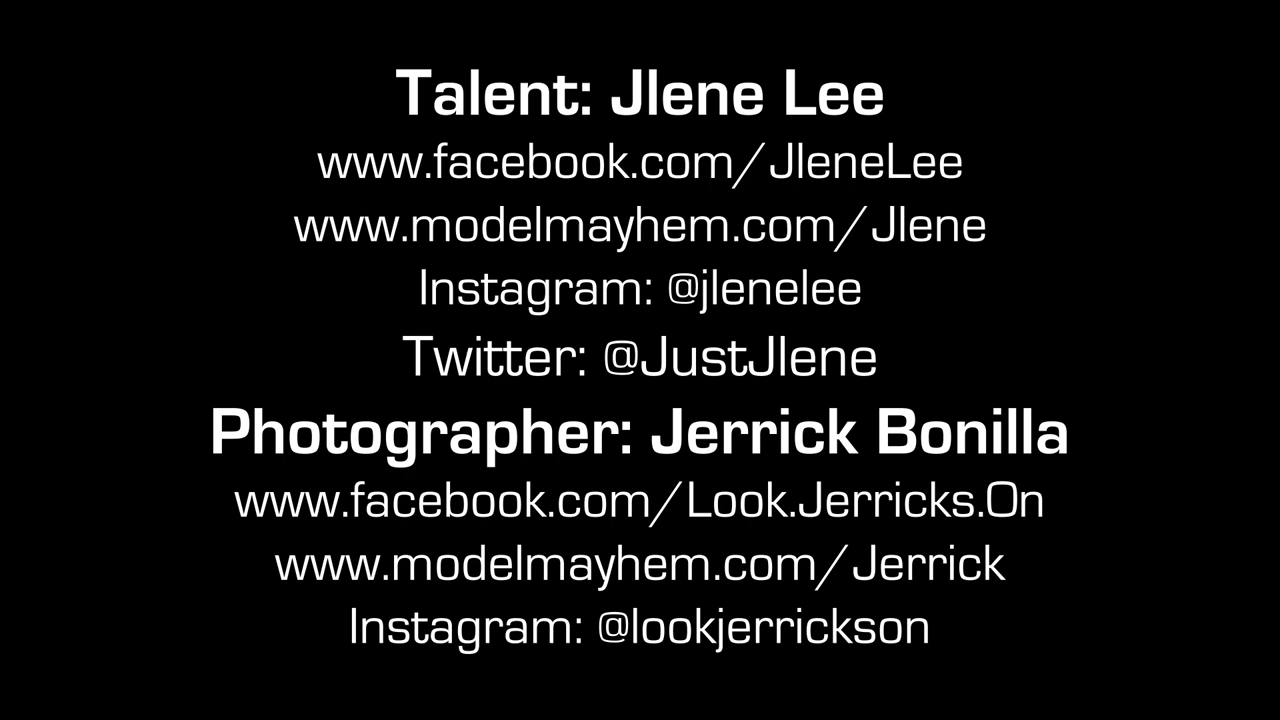 Talent: Jlene Lee
www.facebook.com/JleneLee
www.modelmayhem.com/Jlene
Instagram: @jlenelee
Twitter: @JustJlene
Photographer: Jerrick Bonilla
www.facebook.com/Look.Jerricks.On
www.modelmayhem.com/Jerrick
Instagram: @lookjerrickson